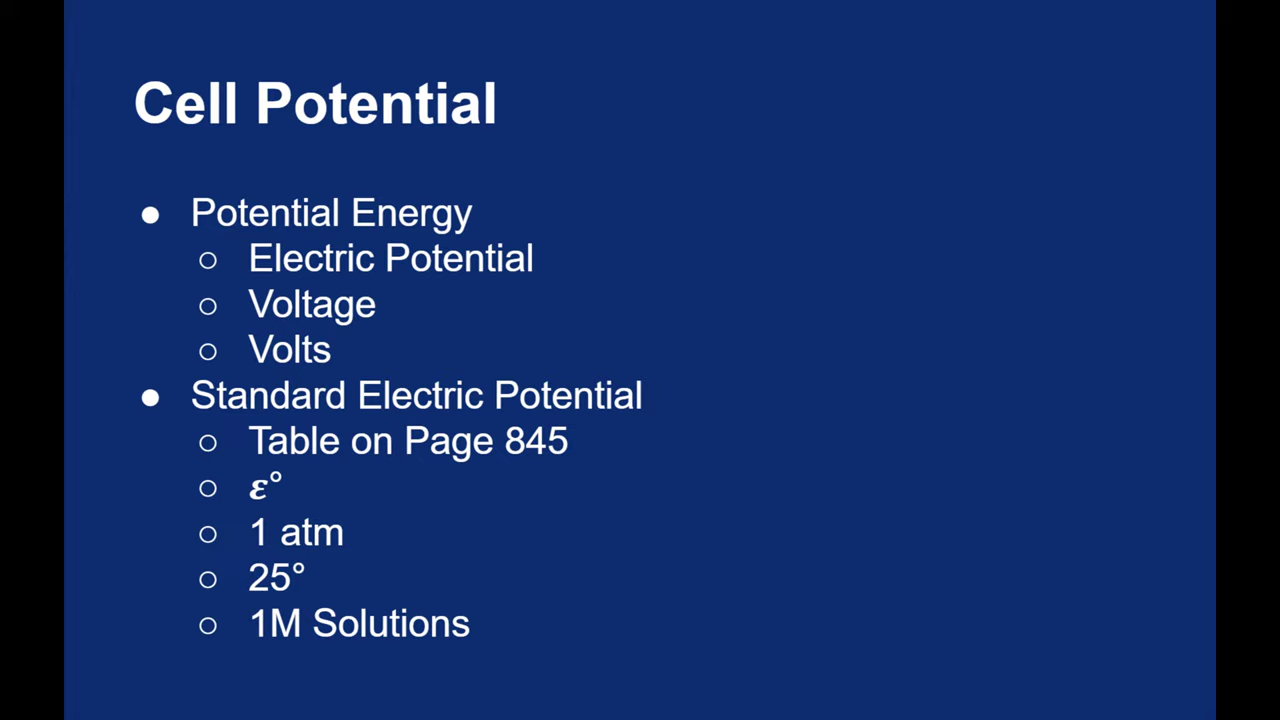 Cell Potential
● Potential Energy
○ Electric Potential
○ Voltage
○ Volts
● Standard Electric Potential
○ Table on Page 845
○ 𝜺°
○ 1 atm
○ 25°
○ 1M Solutions